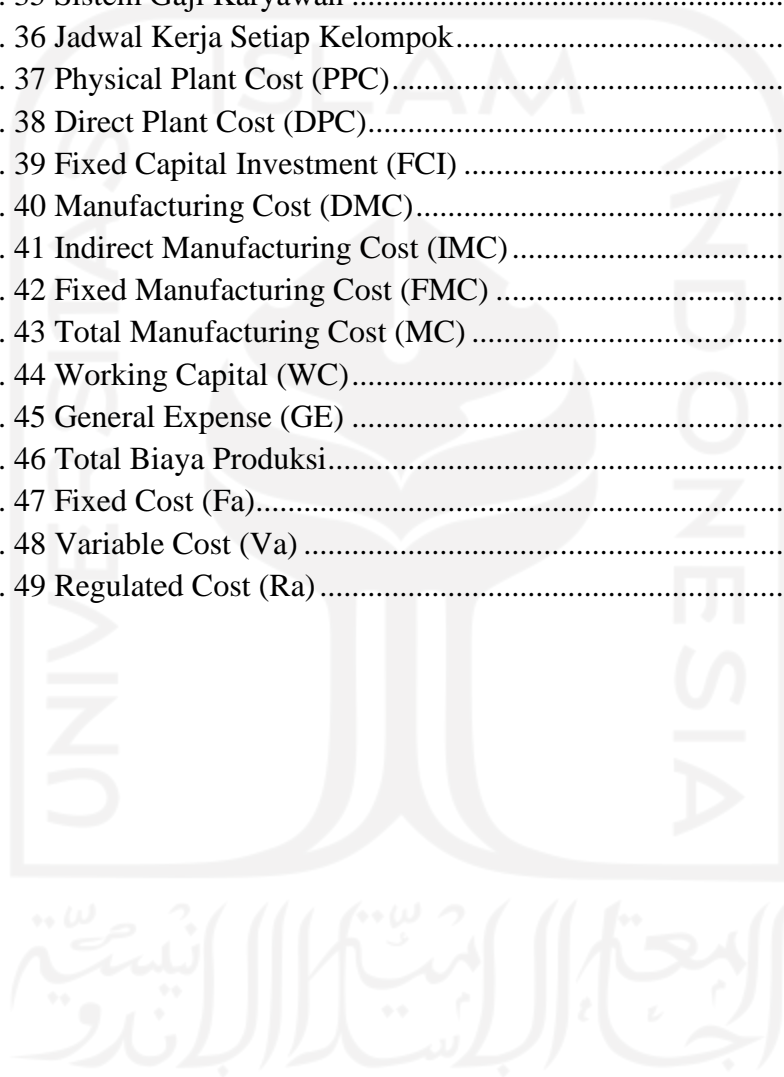 . 35 Sistem Gaji Karyawan ................................................................
. 36 Jadwal Kerja Setiap Kelompok................................................
. 37 Physical Plant Cost (PPC)..........................................................
. 38 Direct Plant Cost (DPC)..............................................................
. 39 Fixed Capital Investment (FCI) ................................................
. 40 Manufacturing Cost (DMC)......................................................
. 41 Indirect Manufacturing Cost (IMC) ........................................
. 42 Fixed Manufacturing Cost (FMC) ..........................................
. 43 Total Manufacturing Cost (MC) ..............................................
. 44 Working Capital (WC)................................................................
. 45 General Expense (GE) ................................................................
. 46 Total Biaya Produksi....................................................................
. 47 Fixed Cost (Fa)..............................................................................
. 48 Variable Cost (Va) ......................................................................
. 49 Regulated Cost (Ra) ....................................................................
ISLAM
UNIVERSITAS
INDONESIA